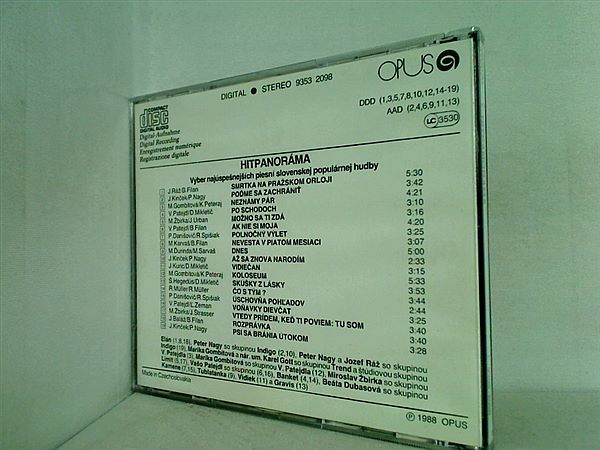 COMPACT
disc
DIGITAL AUDIO
Digital-Aufnahme
Digital Recording
Enregistrement numérique
Registrazione digitale
DIGITAL ● STEREO 9353 2098
OPUS
DDD (1,3,5,7,8,10,12,14-19)
AAD (2,4,6,9,11,13)
LC 3530
HITPANORÁMA
Výber najúspešnejších piesní slovenskej populárnej hudby
J.Ráž/B.Filan SMRTKA NA PRAŽSKOM ORLOJI 5:30
J.Kinček/P.Nagy POĎME SA ZACHRÁNIŤ 3:42
M.Gombitová/K.Peteraj NEZNÁMY PÁR 4:21
V.Patejdl/D.Mikletič PO SCHODOCH 3:10
M.Žbirka/J.Urban MOŽNO SA TI ZDÁ 3:16
V.Patejdl/B.Filan AK NIE SI MOJA 4:20
P.Danišovič/R.Spišiak POLNOČNÝ VÝLET 3:25
M.Karvaš/B.Filan NEVESTA V PIATOM MESIACI 3:07
M.Ďurinda/M.Sarvaš DNES 5:00
J.Kinček/P.Nagy AŽ SA ZNOVA NARODÍM 2:33
J.Kuric/D.Mikletič VIDIEČAN 3:15
M.Gombitová/K.Peteraj KOLOSEUM 5:33
Š.Hegedüs/D.Mikletič SKÚŠKY Z LÁSKY 3:53
R.Müller/R.Müller ČO S TÝM ? 3:44
P.Danišovič/R.Spišiak ÚSCHOVŇA POHĽADOV 2:44
V.Patejdl/Ľ.Zeman VOŇAVKY DIEVČAT 3:25
M.Žbirka/J.Štrasser VTEDY PRÍDEM, KEĎ TI POVIEM: TU SOM 3:40
J.Baláž/B.Filan ROZPRÁVKA 3:40
J.Kinček/P.Nagy PSI SA BRÁNIA ÚTOKOM 3:28
Elán (1,8,18), Peter Nagy so skupinou Indigo (2,10), Peter Nagy a Jozef Ráž so skupinou
Indigo (19), Marika Gombitová a nár. um. Karel Gott so skupinou Trend a štúdiovou skupinou
V. Patejdla (3), Marika Gombitová so skupinou V. Patejdla (12), Miroslav Žbirka so skupinou
Limit (5,17), Vašo Patejdl so skupinou (6,16), Banket (4,14), Beáta Dubasová so skupinou
Kamene (7,15), Tublatanka (9), Vidiek (11) a Gravis (13)
Made in Czechoslovakia
Ⓟ 1988 OPUS